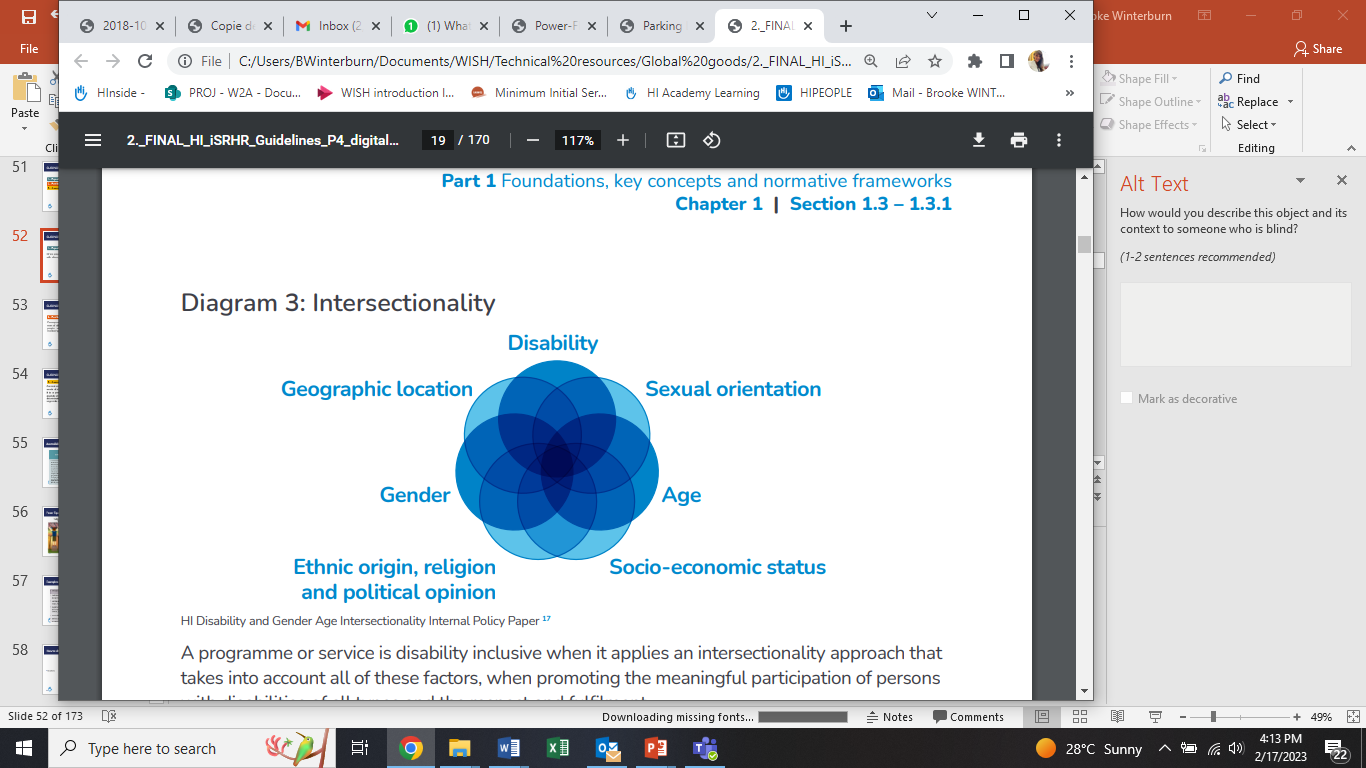 2018-10
Copie de
Inbox (2
(1) What
Power-F
Parking
2._FINAL
oke Winterburn
File
File
C:/Users/BWinterburn/Documents/WISH/Technical%20resources/Global%20goods/2._FINAL_HI_iS...
Share
HInside -
PROJ - W2A - Docu...
WISH introduction I...
Minimum Initial Ser...
HI Academy Learning
HIPEOPLE
Mail - Brooke WINT...
»
Paste
Cli
Shape Fill
Shape Outline
Shape Effects
Find
Replace
Select
Editing
2._FINAL_HI_iSRHR_Guidelines_P4_digital...
19 / 170
117%
51
52
53
54
55
56
57
58
Part 1 Foundations, key concepts and normative frameworks
Chapter 1 | Section 1.3 – 1.3.1
Diagram 3: Intersectionality
Disability
Geographic location
Sexual orientation
Gender
Age
Ethnic origin, religion
and political opinion
Socio-economic status
HI Disability and Gender Age Intersectionality Internal Policy Paper 17
A programme or service is disability inclusive when it applies an intersectionality approach that
takes into account all of these factors, when promoting the meaningful participation of persons
Alt Text
How would you describe this object and its
context to someone who is blind?
(1-2 sentences recommended)
Mark as decorative
Slide 52 of 173
Downloading missing fonts...
Notes
Comments
49%
Type here to search
28°C Sunny
4:13 PM
2/17/2023
22